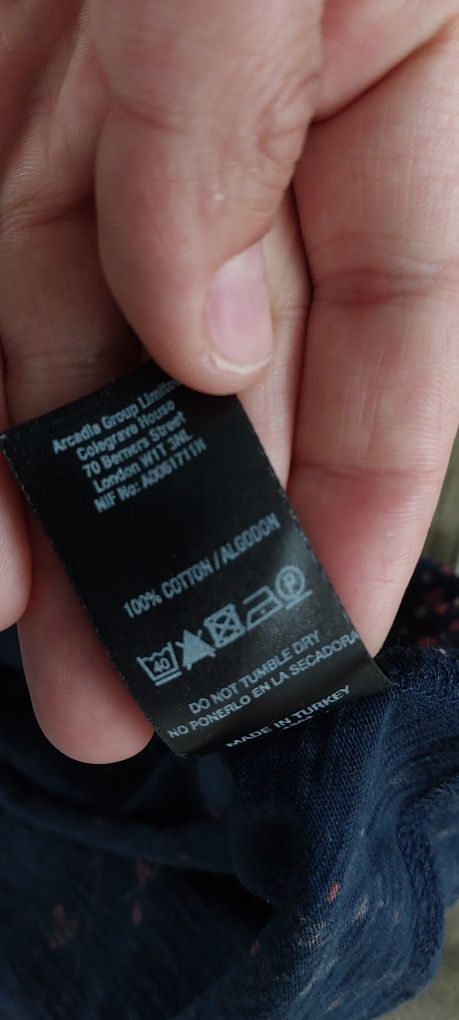 Arcadia Group Limited
Colegrave House
70 Berners Street
London W1T 3NL
NIF No: A0081711H
100% COTTON / ALGODON
40
P
DO NOT TUMBLE DRY
NO PONERLO EN LA SECADORA
MADE IN TURKEY